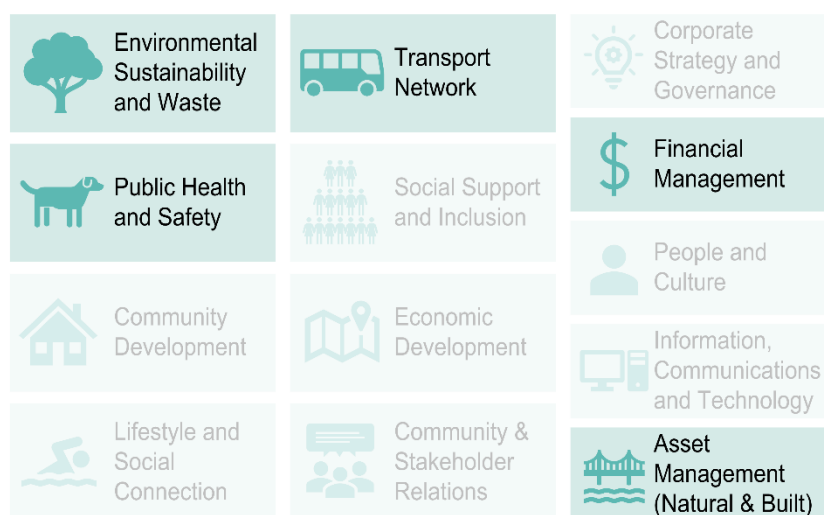 Environmental
Sustainability
and Waste
Transport
Network
Corporate
Strategy and
Governance
Public Health
and Safety
Social Support
and Inclusion
Financial
Management
Community
Development
Economic
Development
People and
Culture
Information,
Communications
and Technology
Lifestyle and
Social
Connection
Community &
Stakeholder
Relations
Asset
Management
(Natural & Built)